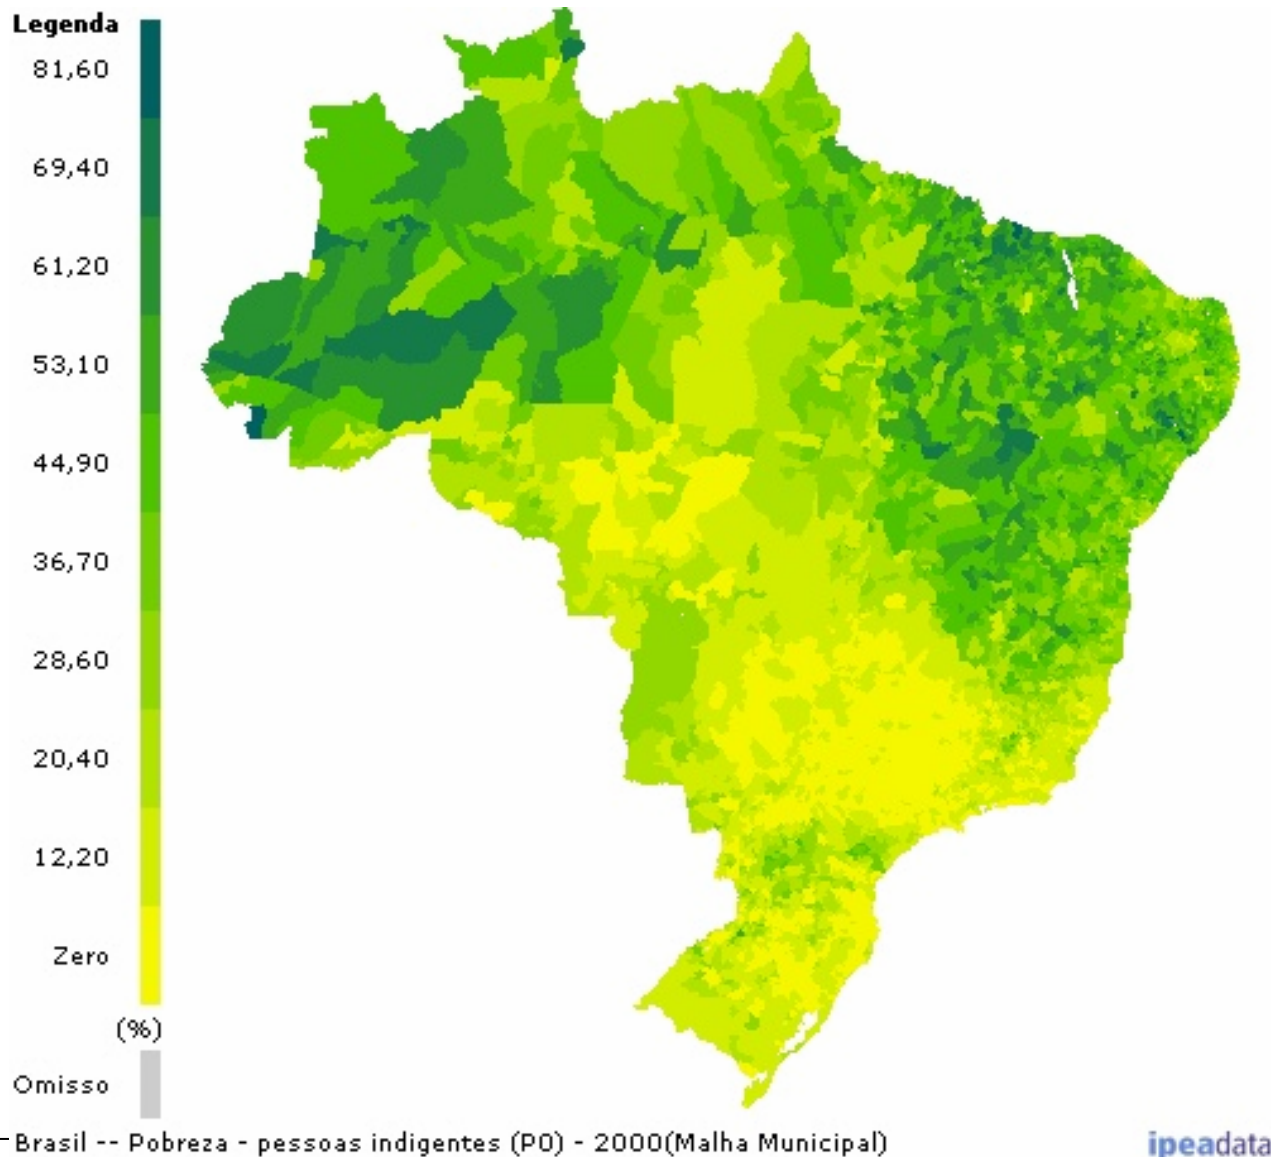 Legenda
81,60
69,40
61,20
53,10
44,90
36,70
28,60
20,40
12,20
Zero
(%)
Omisso
Brasil -- Pobreza - pessoas indigentes (P0) - 2000(Malha Municipal)
ipeadata